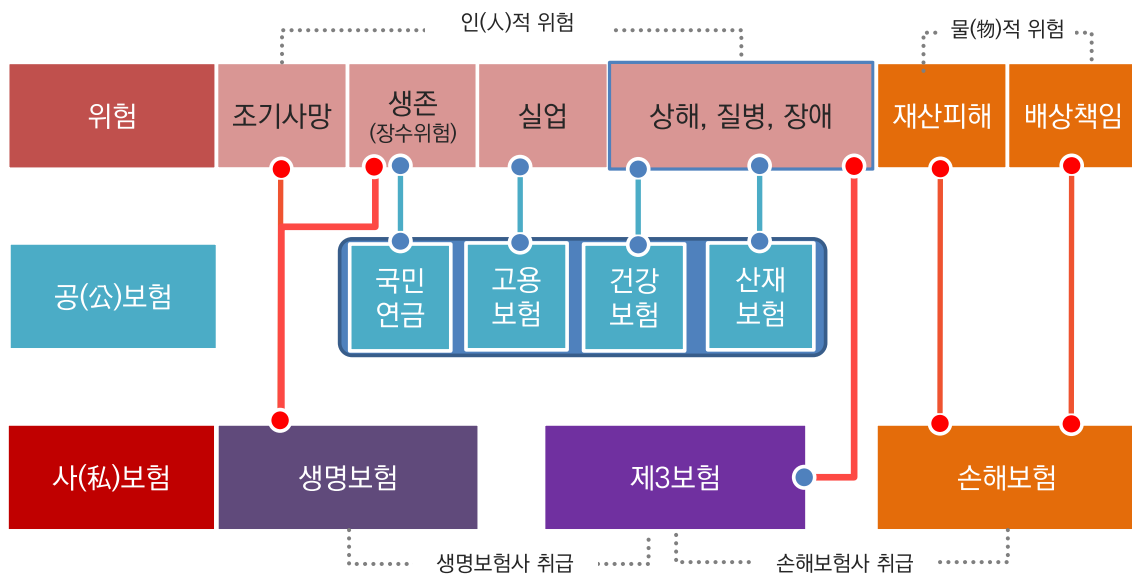 인(人)적 위험
물(物)적 위험
위험
조기사망
생존
(장수위험)
실업
상해, 질병, 장애
재산피해
배상책임
공(公)보험
국민
연금
고용
보험
건강
보험
산재
보험
사(私)보험
생명보험
제3보험
손해보험
생명보험사 취급
손해보험사 취급